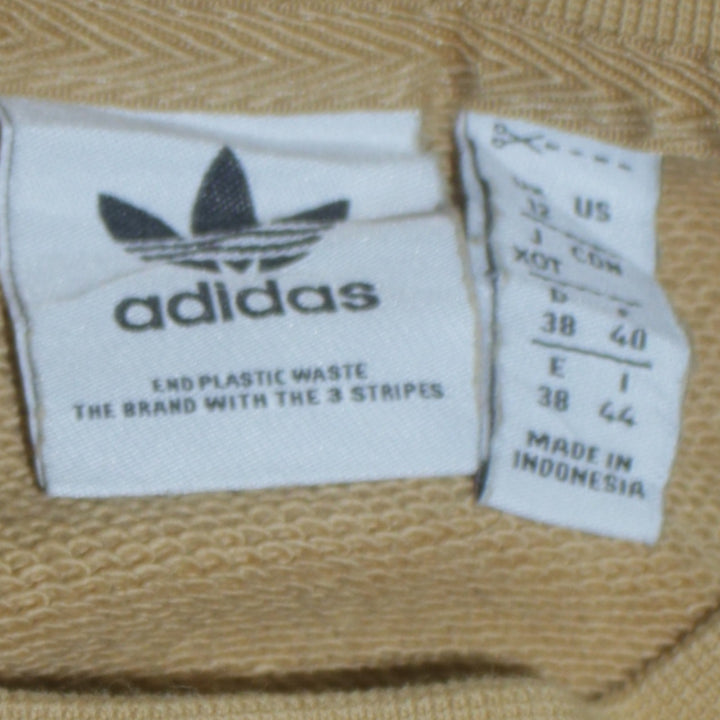 adidas
END PLASTIC WASTE
THE BRAND WITH THE 3 STRIPES
US
12
J CDN
XOT
D
38 40
E I
38 44
MADE IN
INDONESIA